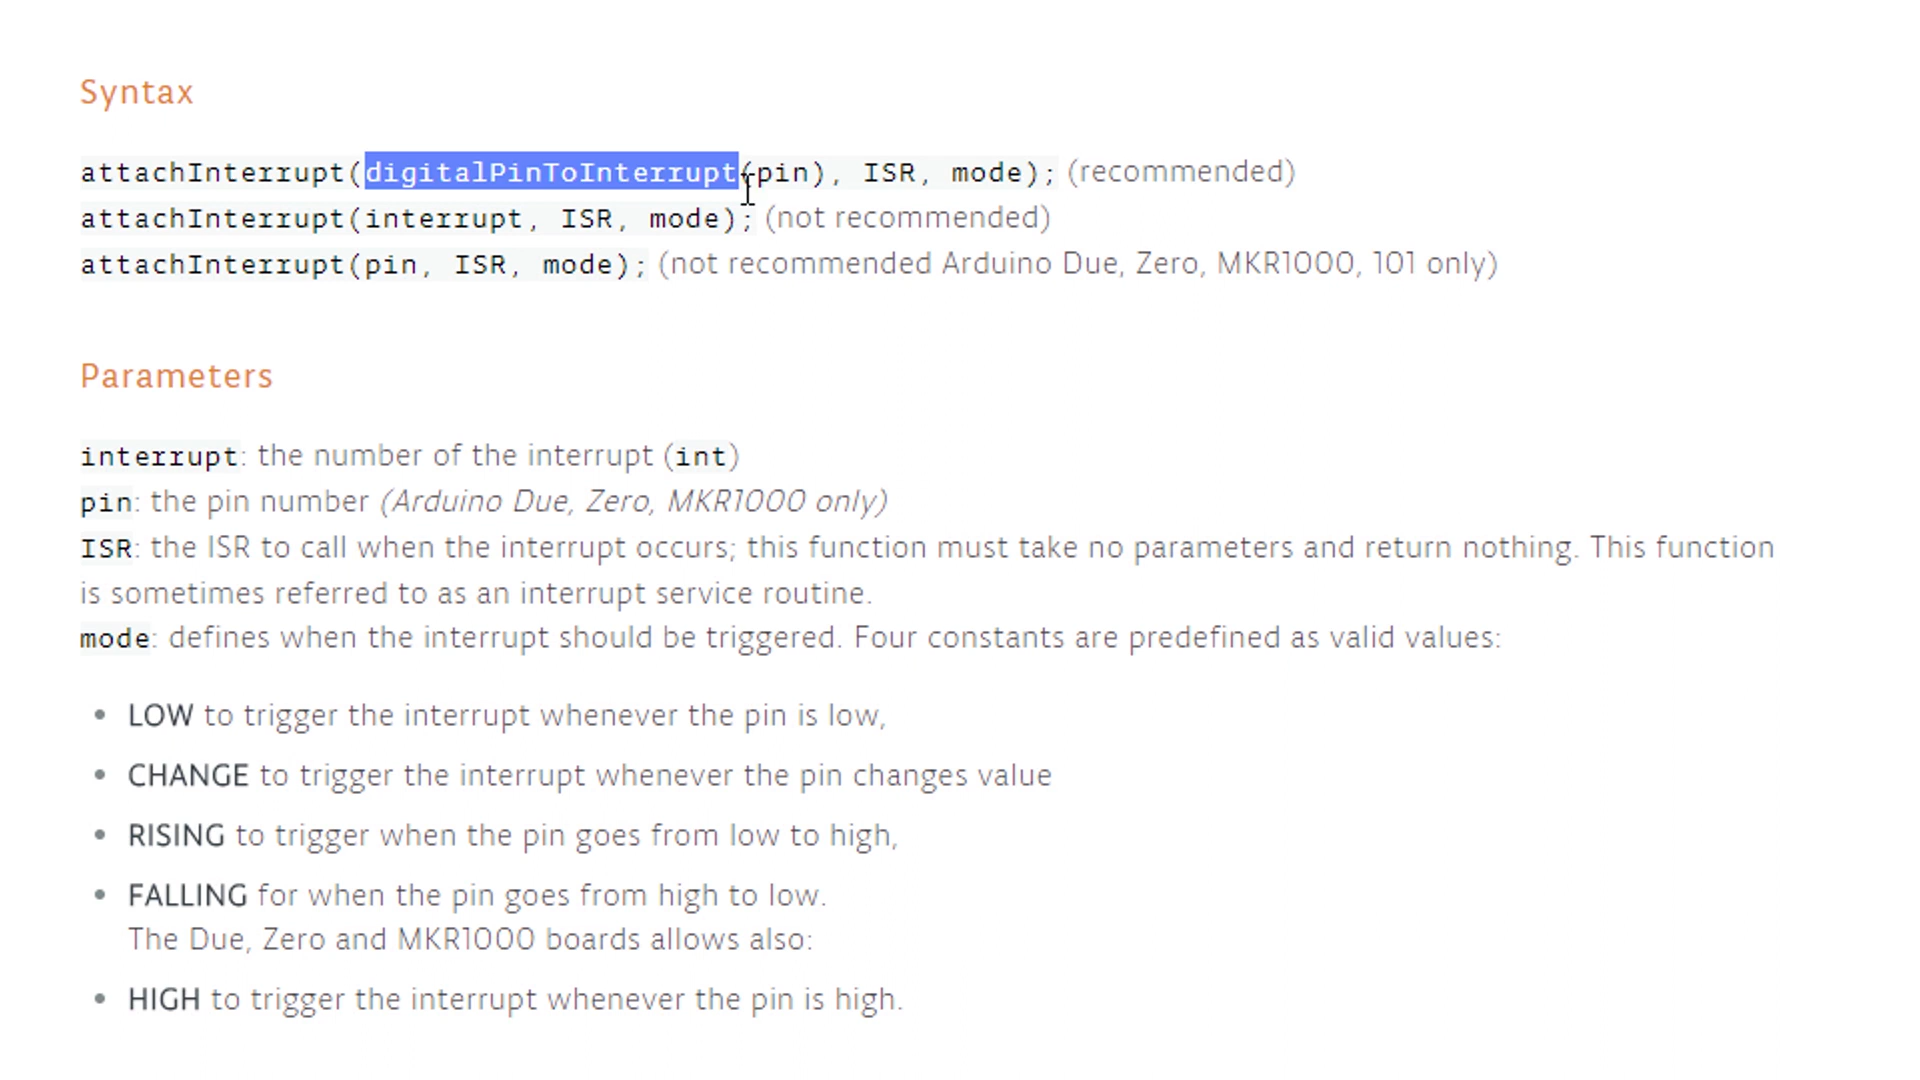 Syntax
attachInterrupt(digitalPinToInterrupt(pin), ISR, mode); (recommended)
attachInterrupt(interrupt, ISR, mode); (not recommended)
attachInterrupt(pin, ISR, mode); (not recommended Arduino Due, Zero, MKR1000, 101 only)
Parameters
interrupt: the number of the interrupt (int)
pin: the pin number (Arduino Due, Zero, MKR1000 only)
ISR: the ISR to call when the interrupt occurs; this function must take no parameters and return nothing. This function
is sometimes referred to as an interrupt service routine.
mode: defines when the interrupt should be triggered. Four constants are predefined as valid values:
• LOW to trigger the interrupt whenever the pin is low,
• CHANGE to trigger the interrupt whenever the pin changes value
• RISING to trigger when the pin goes from low to high,
• FALLING for when the pin goes from high to low.
The Due, Zero and MKR1000 boards allows also:
• HIGH to trigger the interrupt whenever the pin is high.